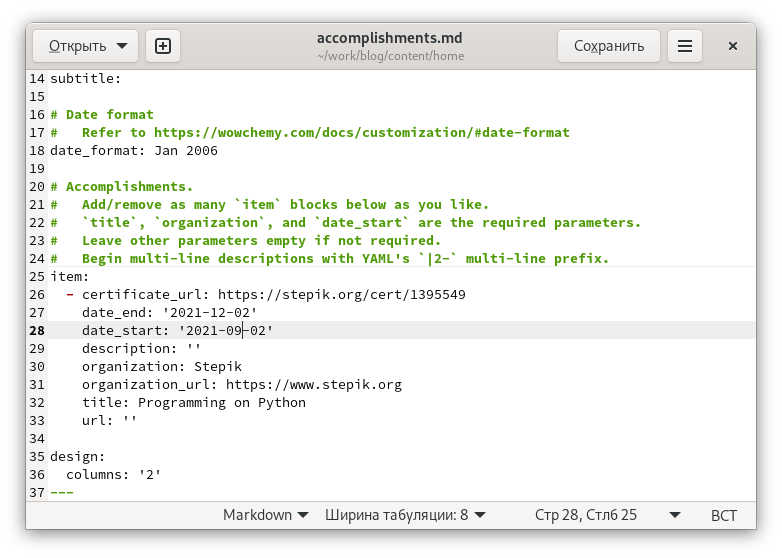 Открыть
accomplishments.md
~/work/blog/content/home
Сохранить
14 subtitle:
15
16 # Date format
17 #   Refer to https://wowchemy.com/docs/customization/#date-format
18 date_format: Jan 2006
19
20 # Accomplishments.
21 #   Add/remove as many `item` blocks below as you like.
22 #   `title`, `organization`, and `date_start` are the required parameters.
23 #   Leave other parameters empty if not required.
24 #   Begin multi-line descriptions with YAML's `|2-` multi-line prefix.
25 item:
26   - certificate_url: https://stepik.org/cert/1395549
27     date_end: '2021-12-02'
28     date_start: '2021-09-02'
29     description: ''
30     organization: Stepik
31     organization_url: https://www.stepik.org
32     title: Programming on Python
33     url: ''
34
35 design:
36   columns: '2'
37 ---
Markdown Ширина табуляции: 8 Стр 28, Стлб 25 ВСТ